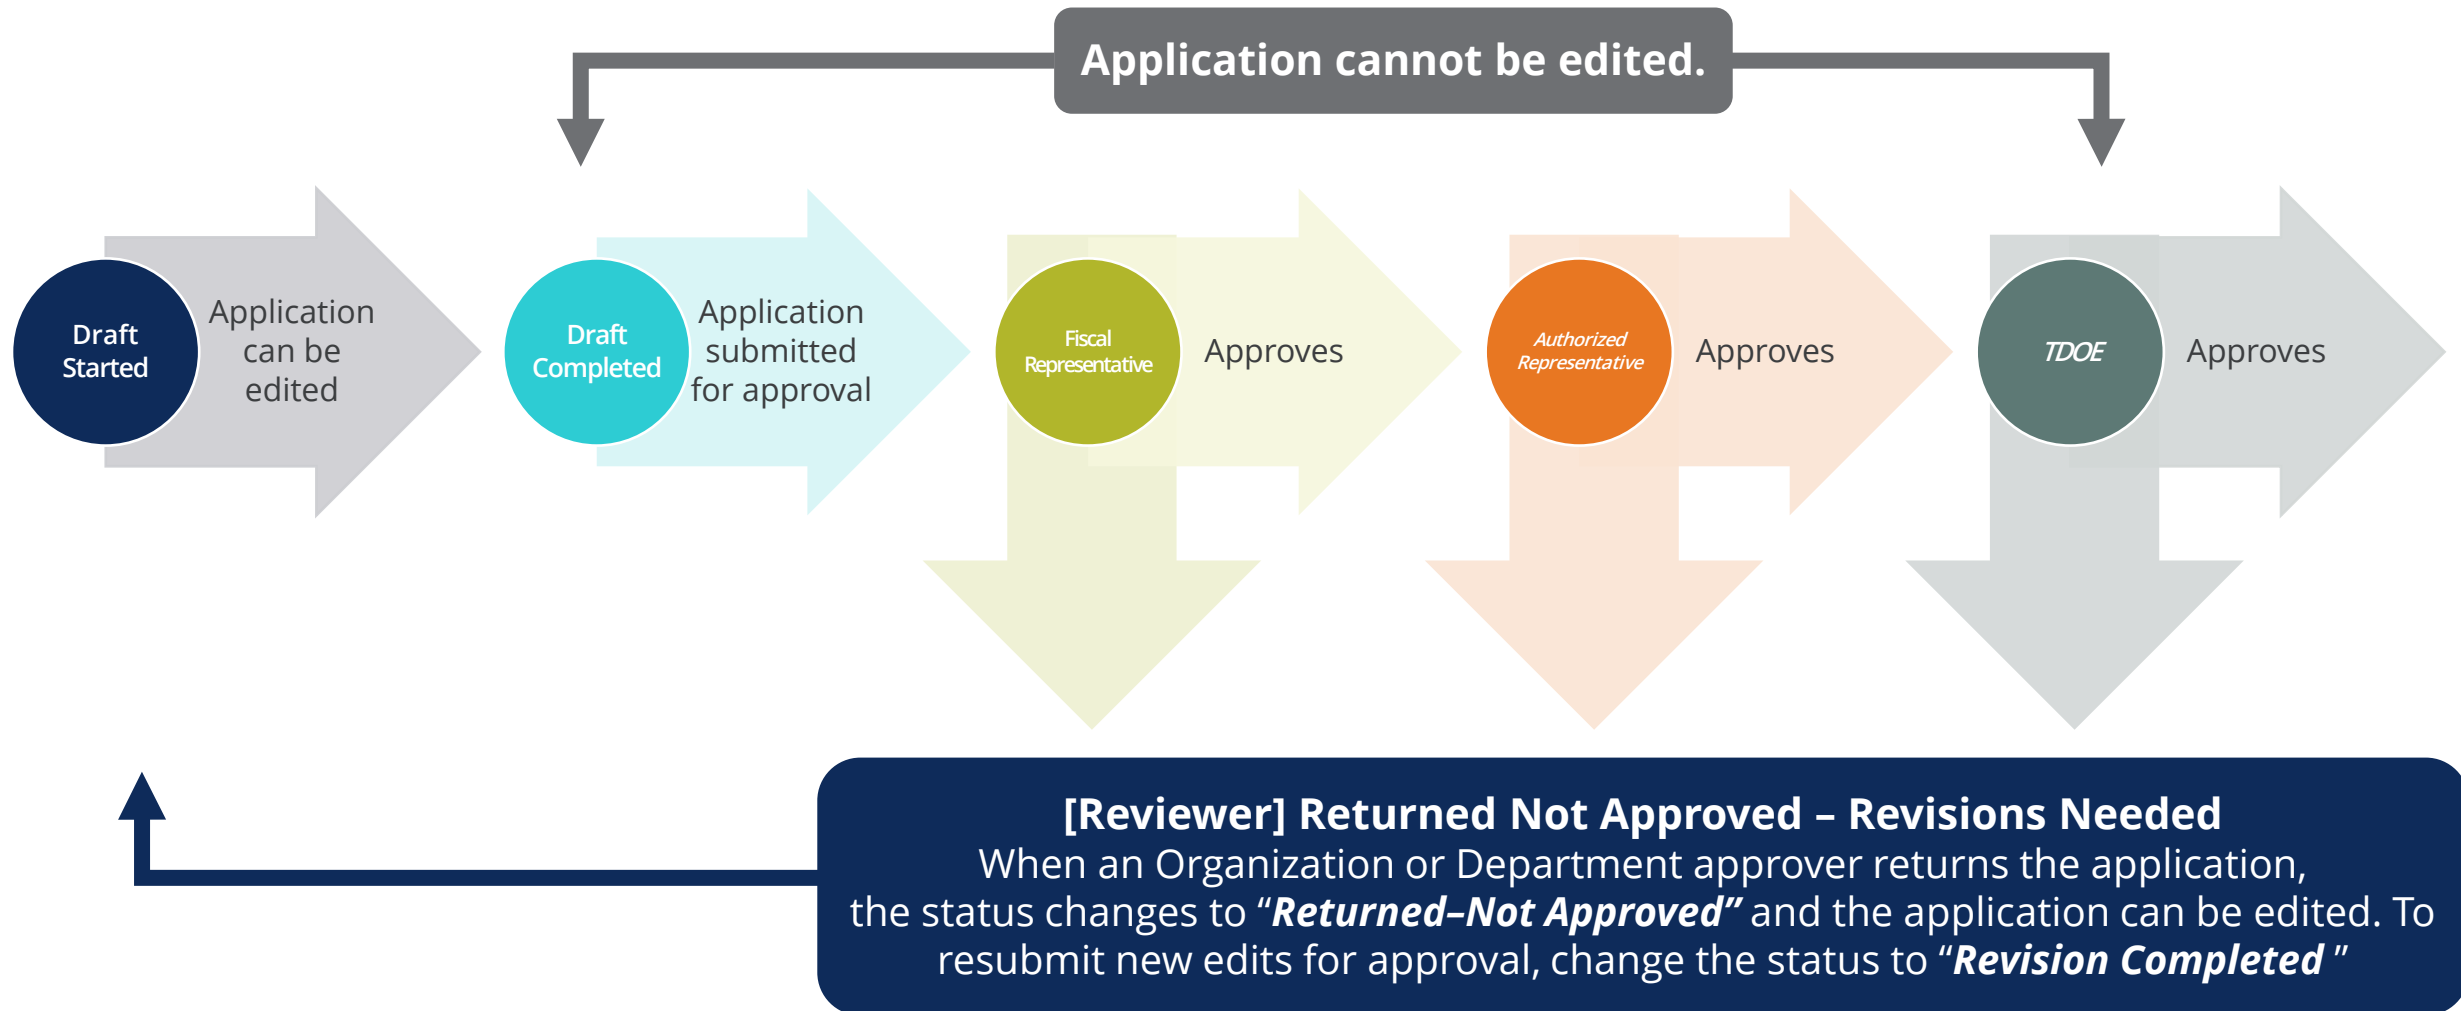 Application cannot be edited.
Draft
Started
Application
can be
edited
Draft
Completed
Application
submitted
for approval
Fiscal
Representative
Approves
Authorized
Representative
Approves
TDOE
Approves
[Reviewer] Returned Not Approved – Revisions Needed
When an Organization or Department approver returns the application,
the status changes to “Returned–Not Approved” and the application can be edited. To
resubmit new edits for approval, change the status to “Revision Completed ”